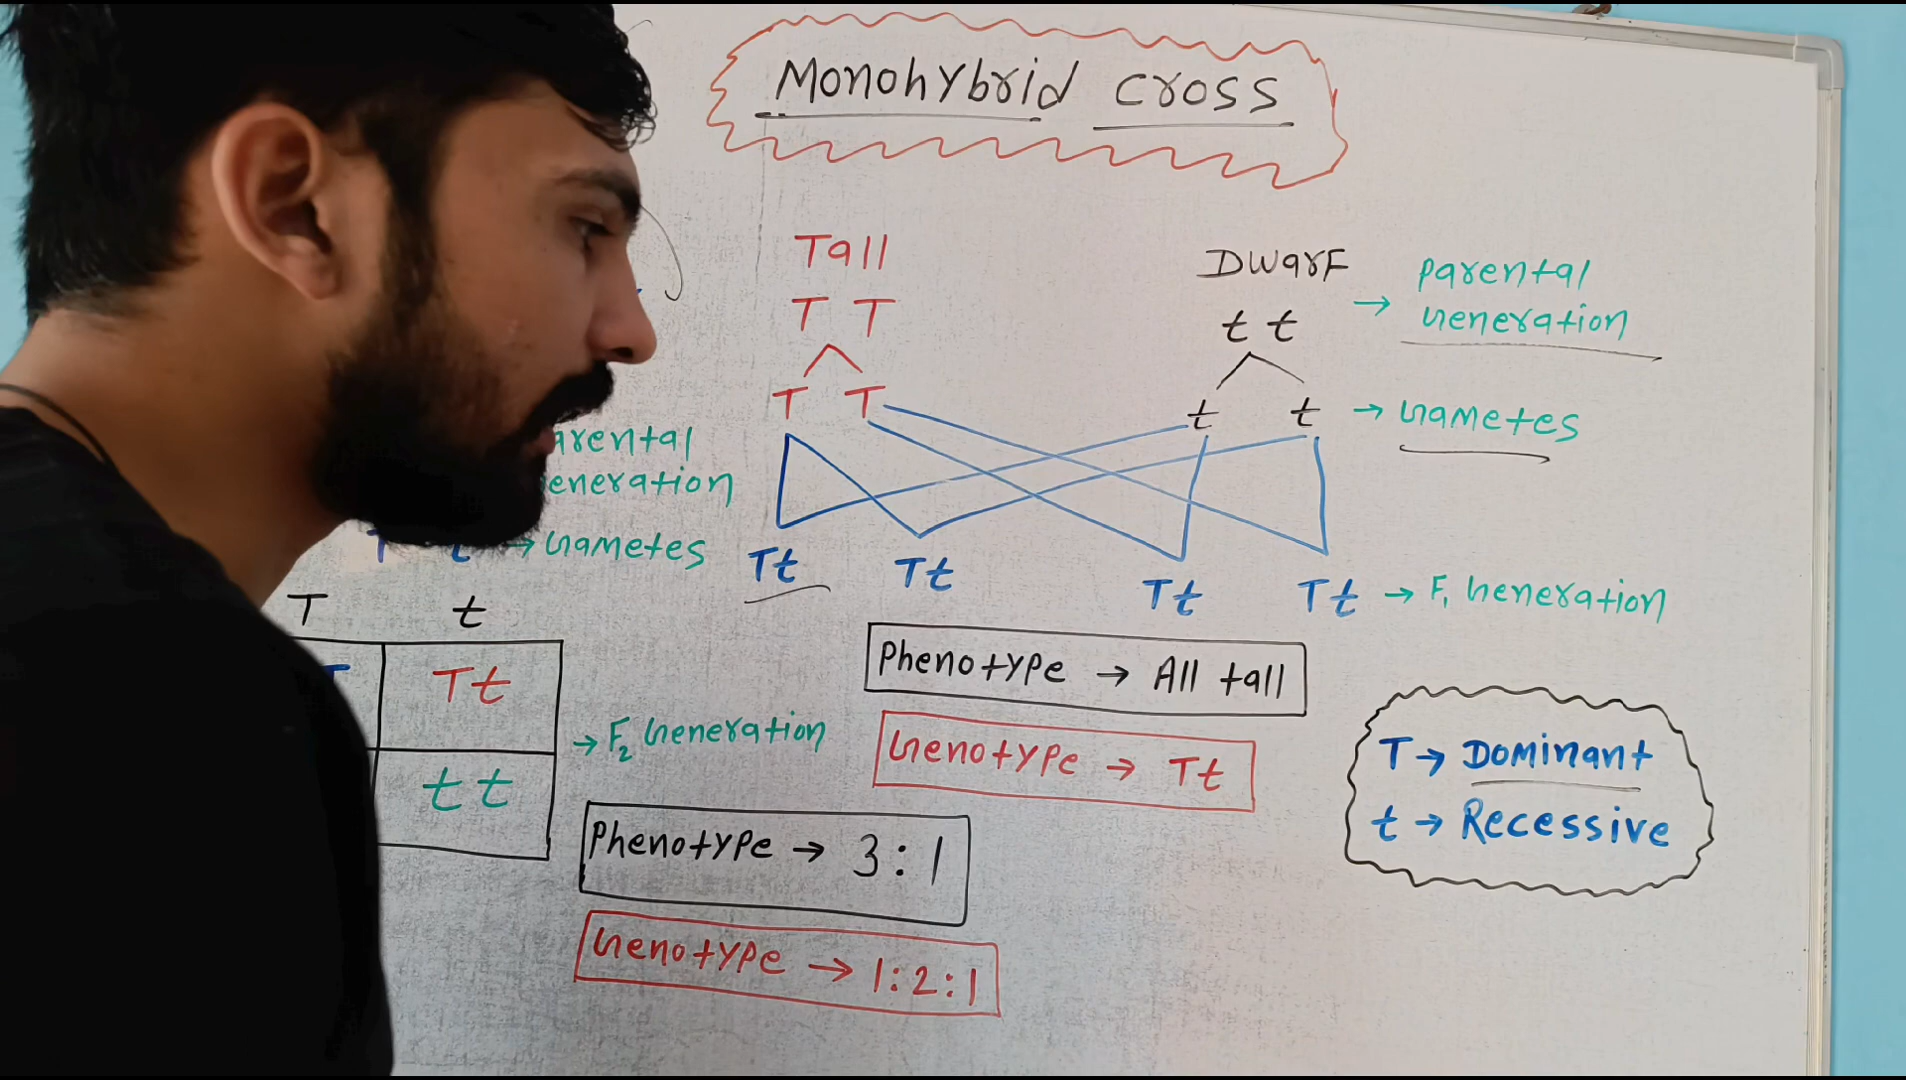 Monohybrid cross
Tall
T T
T T
Dwarf
t t
t t
→ parental
Generation
→ Gametes
Tt Tt Tt Tt → F1 Generation
Phenotype → All tall
Genotype → Tt
T → Dominant
t → Recessive
arental
eneration
T t → Gametes
T t
Tt
tt
→ F2 Generation
Phenotype → 3:1
Genotype → 1:2:1